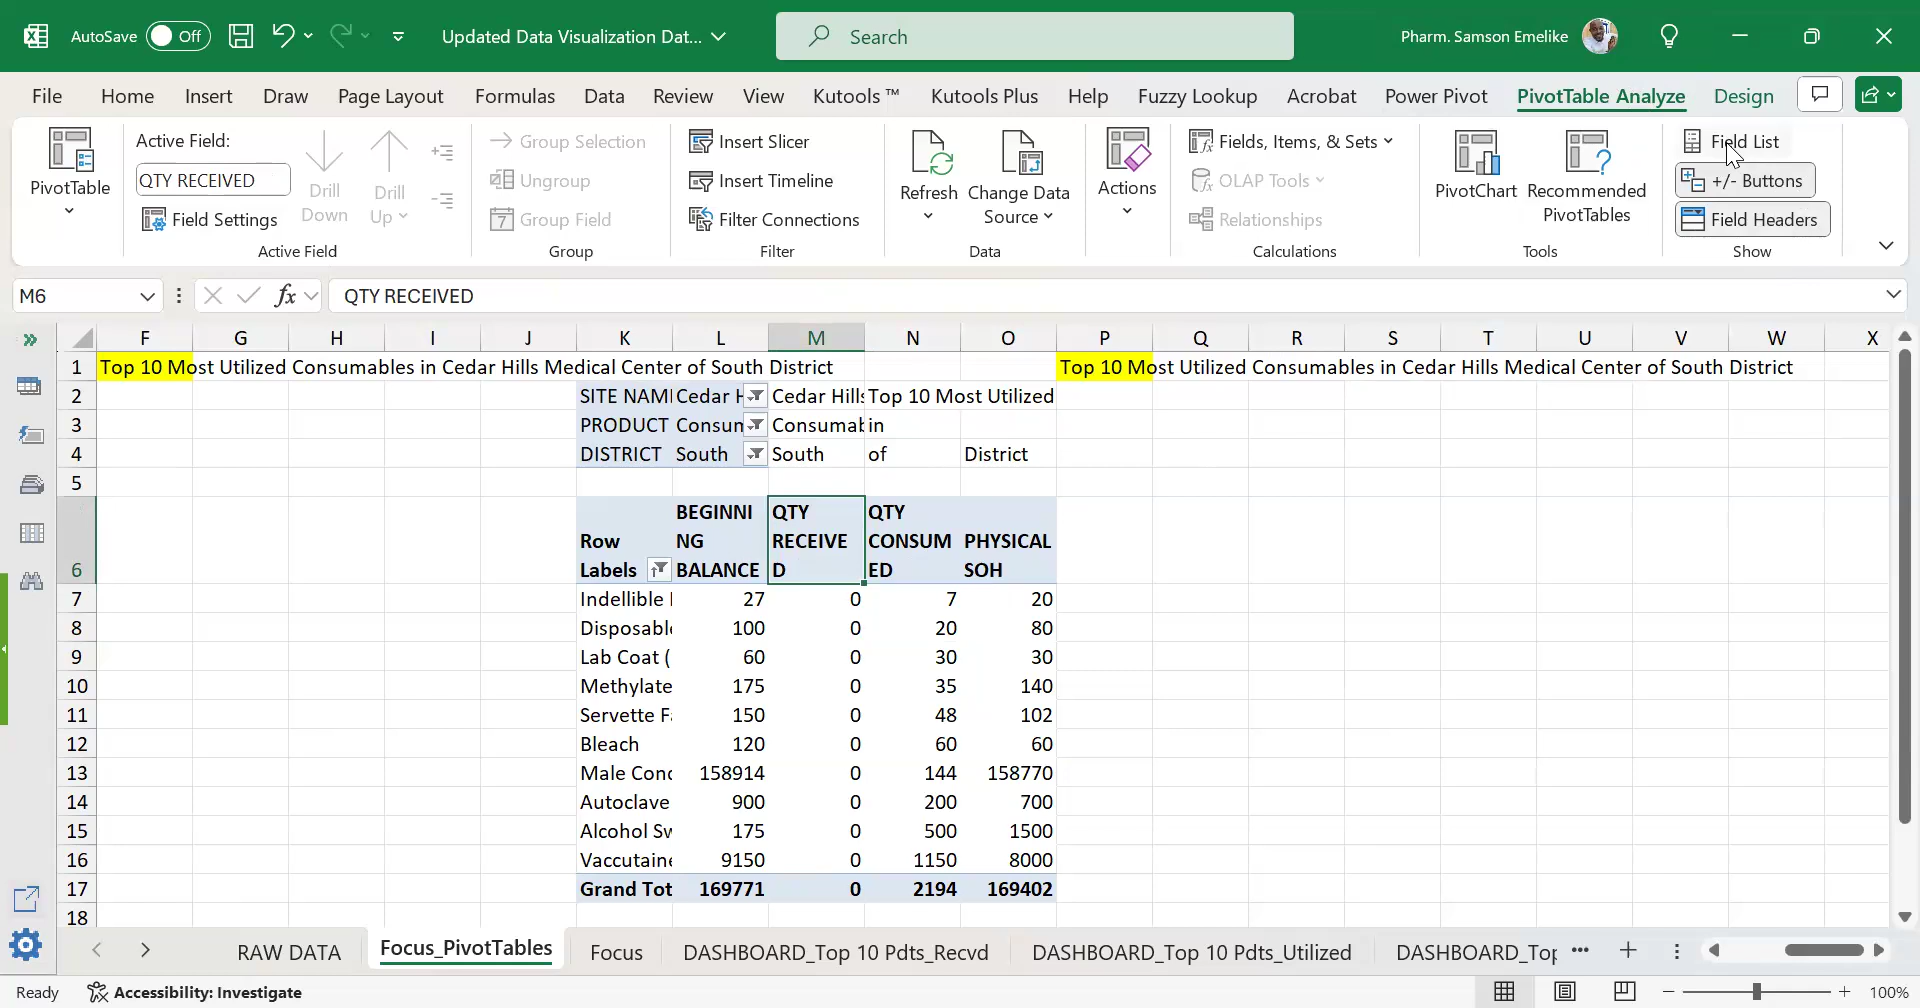 AutoSave Off Updated Data Visualization Dat... Search Pharm. Samson Emelike
File Home Insert Draw Page Layout Formulas Data Review View Kutools ™ Kutools Plus Help Fuzzy Lookup Acrobat Power Pivot PivotTable Analyze Design
PivotTable
Active Field:
QTY RECEIVED
Field Settings
Drill Down
Drill Up
Active Field
Group Selection
Ungroup
7 Group Field
Group
Insert Slicer
Insert Timeline
Filter Connections
Filter
Refresh
Change Data Source
Data
Actions
Fields, Items, & Sets
OLAP Tools
Relationships
Calculations
PivotChart
Recommended PivotTables
Tools
Field List
+/- Buttons
Field Headers
Show
M6 fx QTY RECEIVED
F G H I J K L M N O P Q R S T U V W X
1 Top 10 Most Utilized Consumables in Cedar Hills Medical Center of South District Top 10 Most Utilized Consumables in Cedar Hills Medical Center of South District
2 SITE NAM Cedar H Cedar Hills Top 10 Most Utilized
3 PRODUCT Consum Consumab in
4 DISTRICT South South of District
5
6 Row Labels BEGINNING BALANCE QTY RECEIVED QTY CONSUMED PHYSICAL SOH
7 Indellible 27 0 7 20
8 Disposable 100 0 20 80
9 Lab Coat ( 60 0 30 30
10 Methylate 175 0 35 140
11 Servette Fa 150 0 48 102
12 Bleach 120 0 60 60
13 Male Cond 158914 0 144 158770
14 Autoclave 900 0 200 700
15 Alcohol Sw 175 0 500 1500
16 Vaccutaine 9150 0 1150 8000
17 Grand Tot 169771 0 2194 169402
18
RAW DATA Focus_PivotTables Focus DASHBOARD_Top 10 Pdts_Recvd DASHBOARD_Top 10 Pdts_Utilized DASHBOARD_Top ...
Ready Accessibility: Investigate 100%